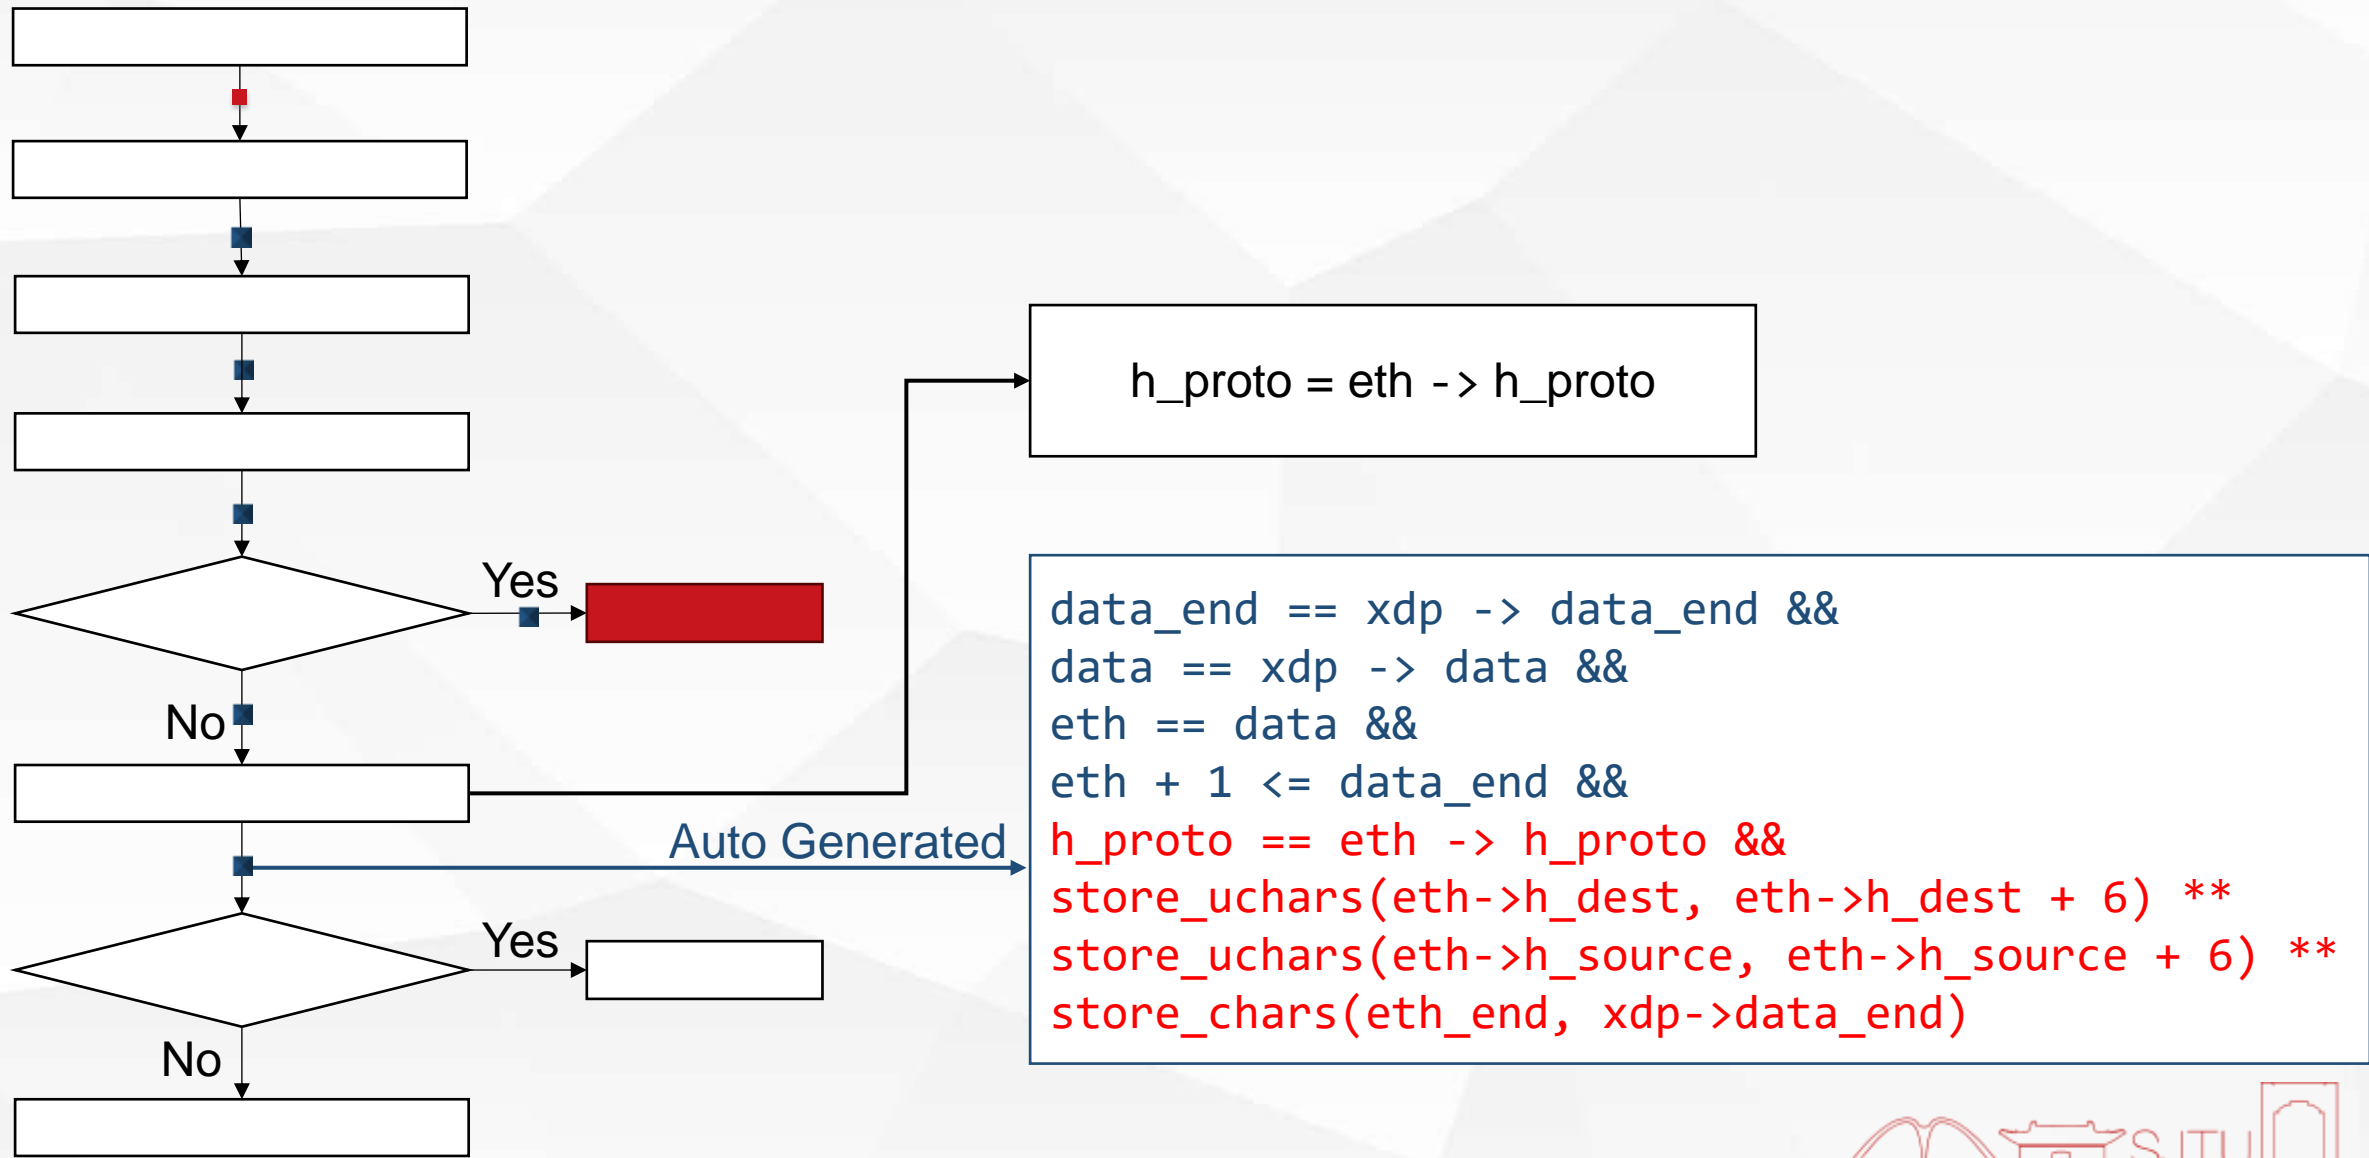 h_proto = eth -> h_proto
Yes
data_end == xdp -> data_end &&
data == xdp -> data &&
eth == data &&
eth + 1 <= data_end &&
h_proto == eth -> h_proto &&
store_uchars(eth->h_dest, eth->h_dest + 6) **
store_uchars(eth->h_source, eth->h_source + 6) **
store_chars(eth_end, xdp->data_end)
No
Auto Generated
Yes
No
SJTU